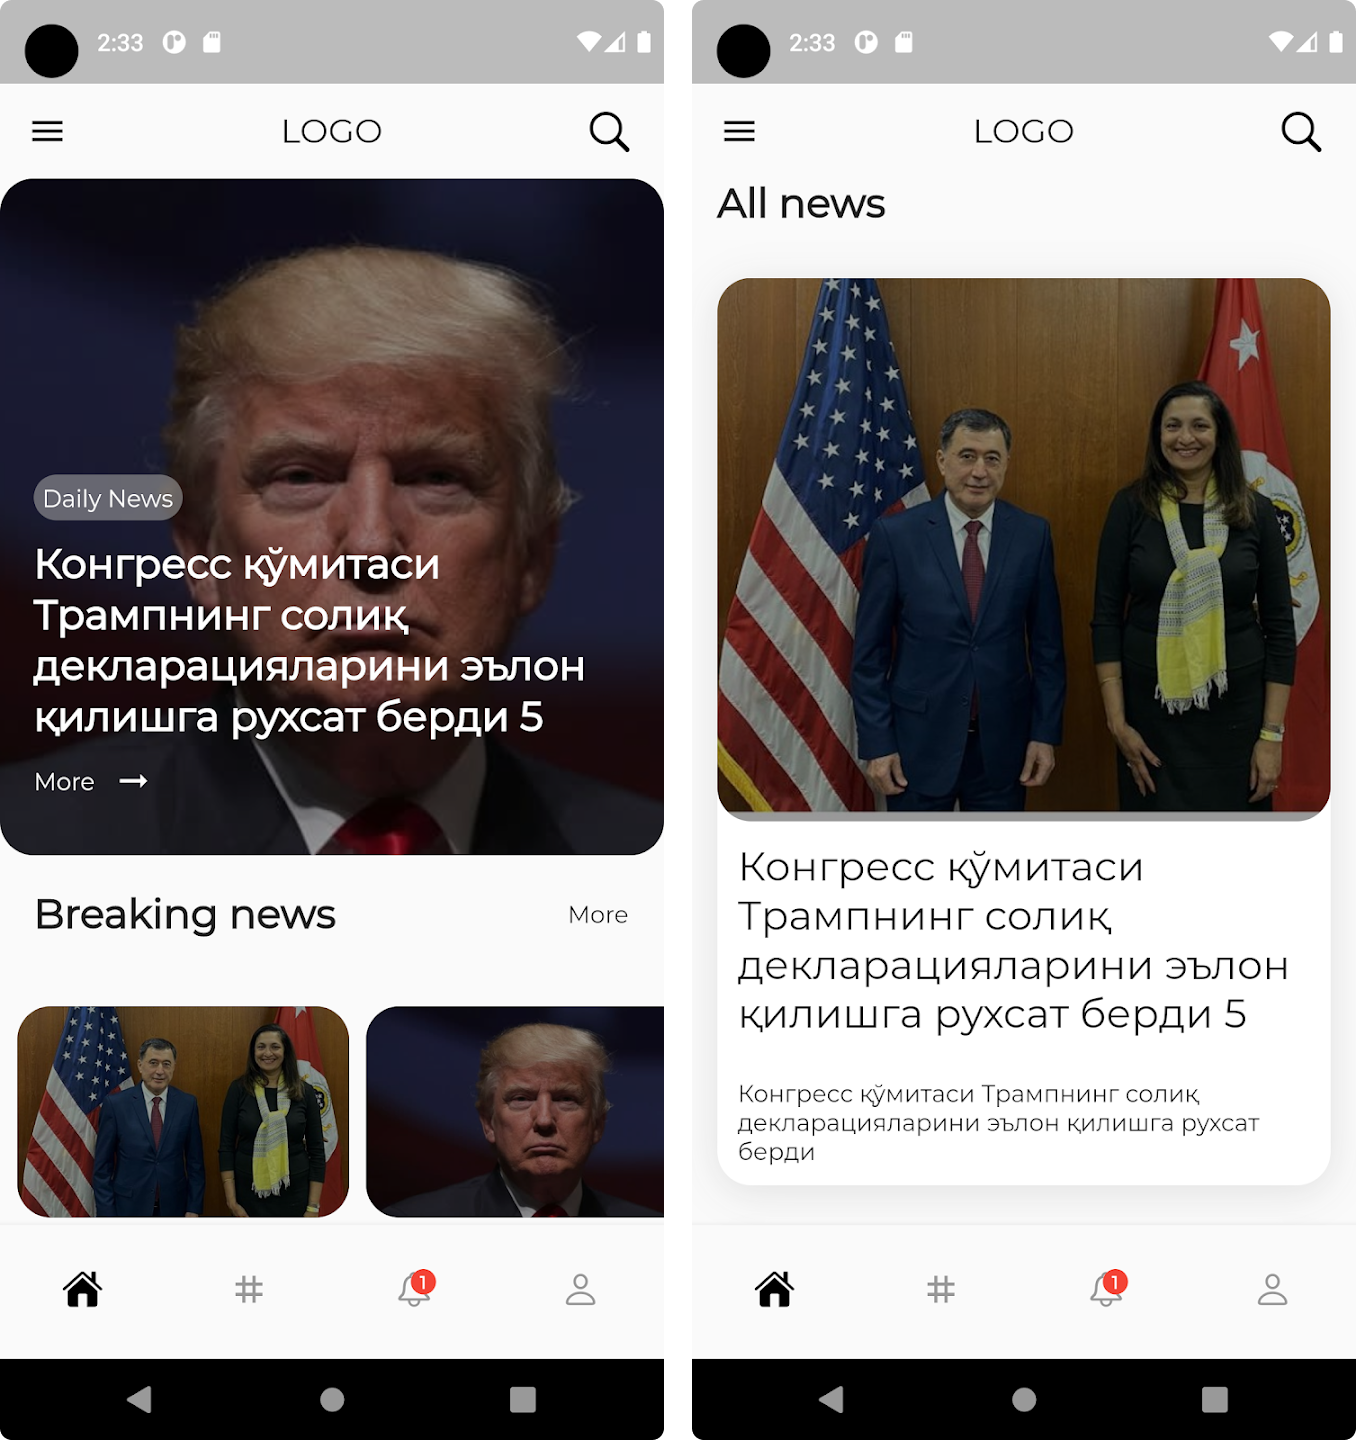 2:33
LOGO
Daily News
Конгресс қўмитаси
Трампнинг солиқ
декларацияларини эълон
қилишга рухсат берди 5
More
Breaking news
More
1
2:33
LOGO
All news
Конгресс қўмитаси
Трампнинг солиқ
декларацияларини эълон
қилишга рухсат берди 5
Конгресс қўмитаси Трампнинг солиқ
декларацияларини эълон қилишга рухсат
берди
1